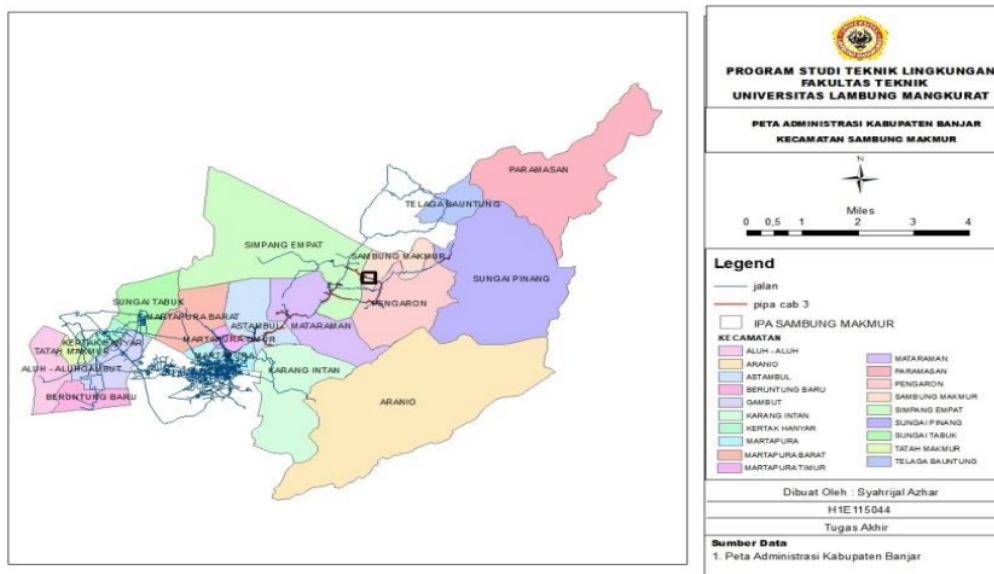 PARAMASAN
TELAGA BAUNTUNG
SIMPANG EMPAT
SAMBUNG MAKMUR
SUNGAI PINANG
PENGARON
SUNGAI TABUK
MARTAPURA BARAT
ASTAMBUL
MATARAMAN
MARTAPURA TIMUR
KERTAK HANYAR
TATAH MAKMUR
MARTAPURA
ALUH - ALUH
GAMBUT
KARANG INTAN
BERUNTUNG BARU
ARANIO
PROGRAM STUDI TEKNIK LINGKUNGAN
FAKULTAS TEKNIK
UNIVERSITAS LAMBUNG MANGKURAT
PETA ADMINISTRASI KABUPATEN BANJAR
KECAMATAN SAMBUNG MAKMUR
N
Miles
0 0,5 1 2 3 4
Legend
jalan
pipa cab 3
IPA SAMBUNG MAKMUR
KECAMATAN
ALUH - ALUH
ARANIO
ASTAMBUL
BERUNTUNG BARU
GAMBUT
KARANG INTAN
KERTAK HANYAR
MARTAPURA
MARTAPURA BARAT
MARTAPURA TIMUR
MATARAMAN
PARAMASAN
PENGARON
SAMBUNG MAKMUR
SIMPANG EMPAT
SUNGAI PINANG
SUNGAI TABUK
TATAH MAKMUR
TELAGA BAUNTUNG
Dibuat Oleh : Syahrijal Azhar
H1E115044
Tugas Akhir
Sumber Data
1. Peta Administrasi Kabupaten Banjar